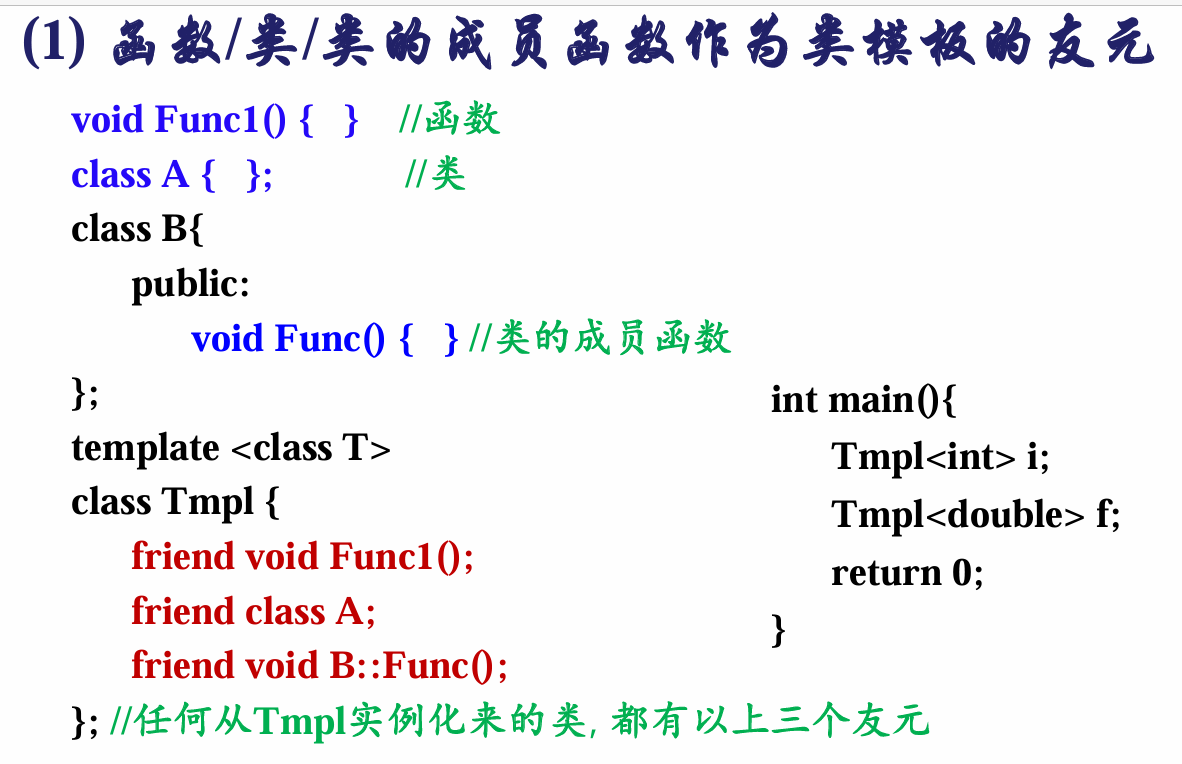 (1) 函数/类/类的成员函数作为类模板的友元
void Func1() {   }    //函数
class A {   };    //类
class B{
public:
void Func() {   } //类的成员函数
};
template <class T>
class Tmpl {
friend void Func1();
friend class A;
friend void B::Func();
}; //任何从Tmpl实例化来的类, 都有以上三个友元
int main(){
Tmpl<int> i;
Tmpl<double> f;
return 0;
}